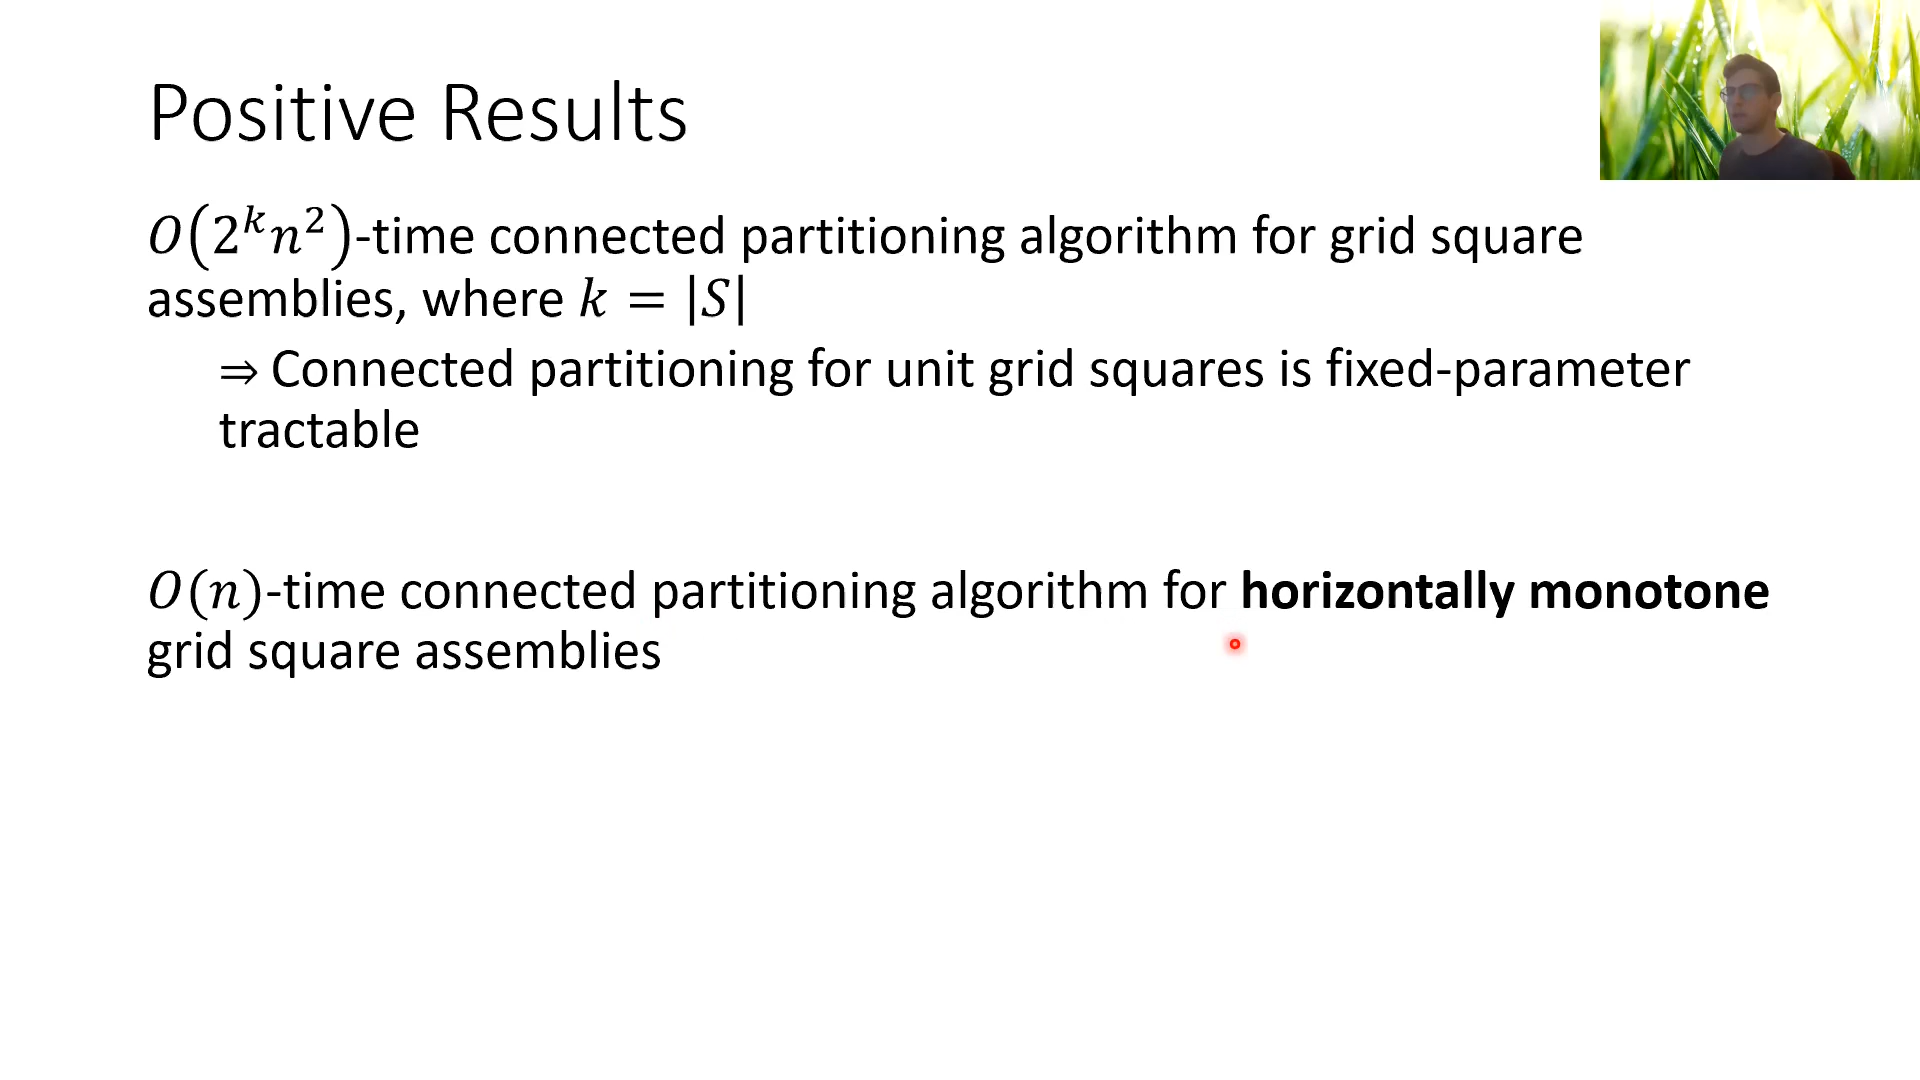 Positive Results
O(2^k n^2)-time connected partitioning algorithm for grid square
assemblies, where k = |S|
⇒ Connected partitioning for unit grid squares is fixed-parameter
tractable
O(n)-time connected partitioning algorithm for horizontally monotone
grid square assemblies